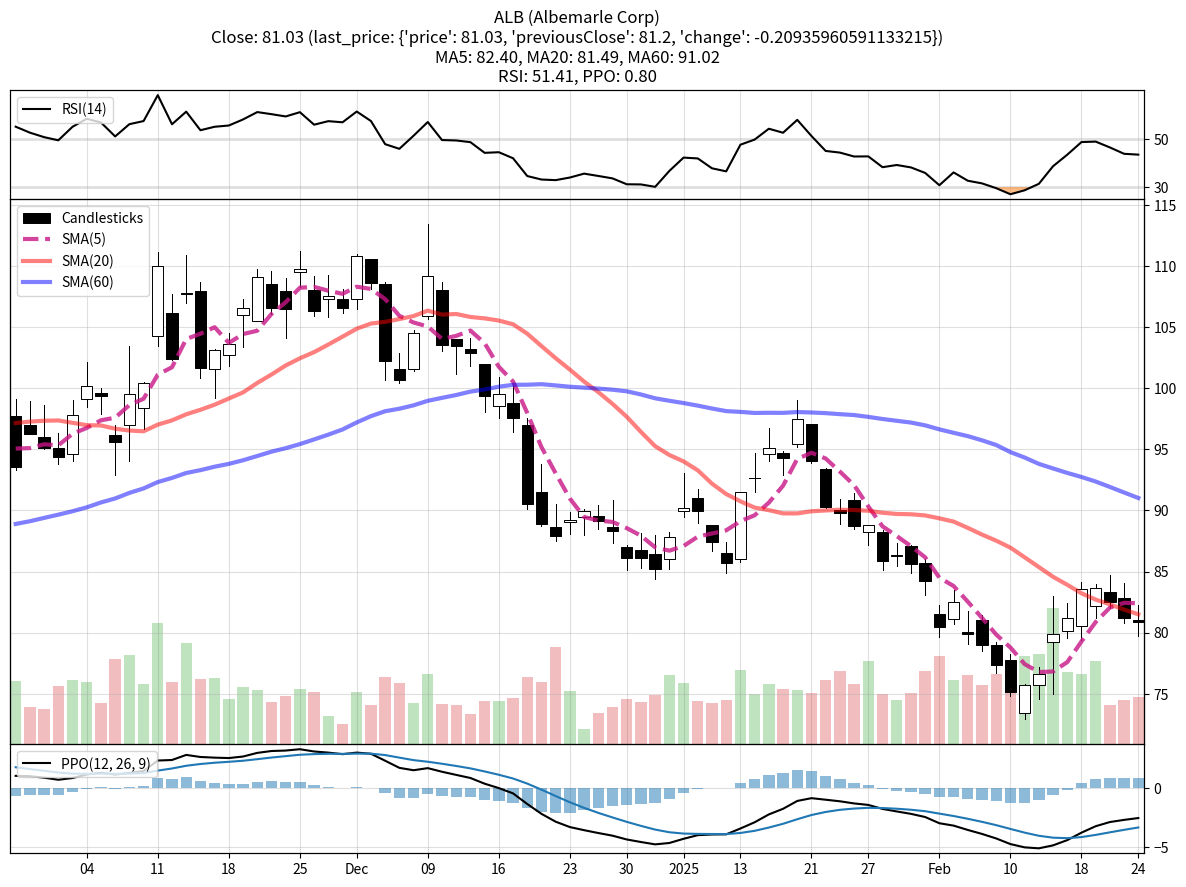 ALB (Albemarle Corp)
Close: 81.03 (last_price: {'price': 81.03, 'previousClose': 81.2, 'change': -0.20935960591133215})
MA5: 82.40, MA20: 81.49, MA60: 91.02
RSI: 51.41, PPO: 0.80
RSI(14)
50
30
Candlesticks
SMA(5)
SMA(20)
SMA(60)
115
110
105
100
95
90
85
80
75
PPO(12, 26, 9)
0
−5
04 11 18 25 Dec 09 16 23 30 2025 13 21 27 Feb 10 18 24